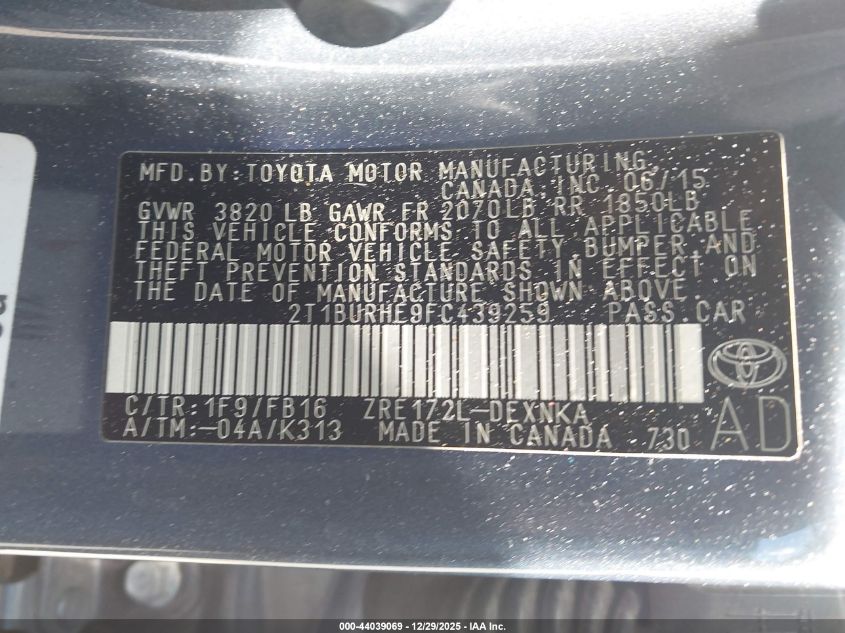 MFD.BY:TOYOTA MOTOR MANUFACTURING
CANADA,INC. 06/15
GVWR 3820 LB GAWR FR 2070LB RR 1850LB
THIS VEHICLE CONFORMS TO ALL APPLICABLE
FEDERAL MOTOR VEHICLE SAFETY,BUMPER,AND
THEFT PREVENTION STANDARDS IN EFFECT ON
THE DATE OF MANUFACTURE SHOWN ABOVE.
2T1BURHE9FC439259 PASS.CAR
C/TR:1F9/FB16 ZRE172L-DEXNKA
A/TM:-04A/K313 MADE IN CANADA 730
AD
000-44039069 | 12/29/2025 - IAA Inc.